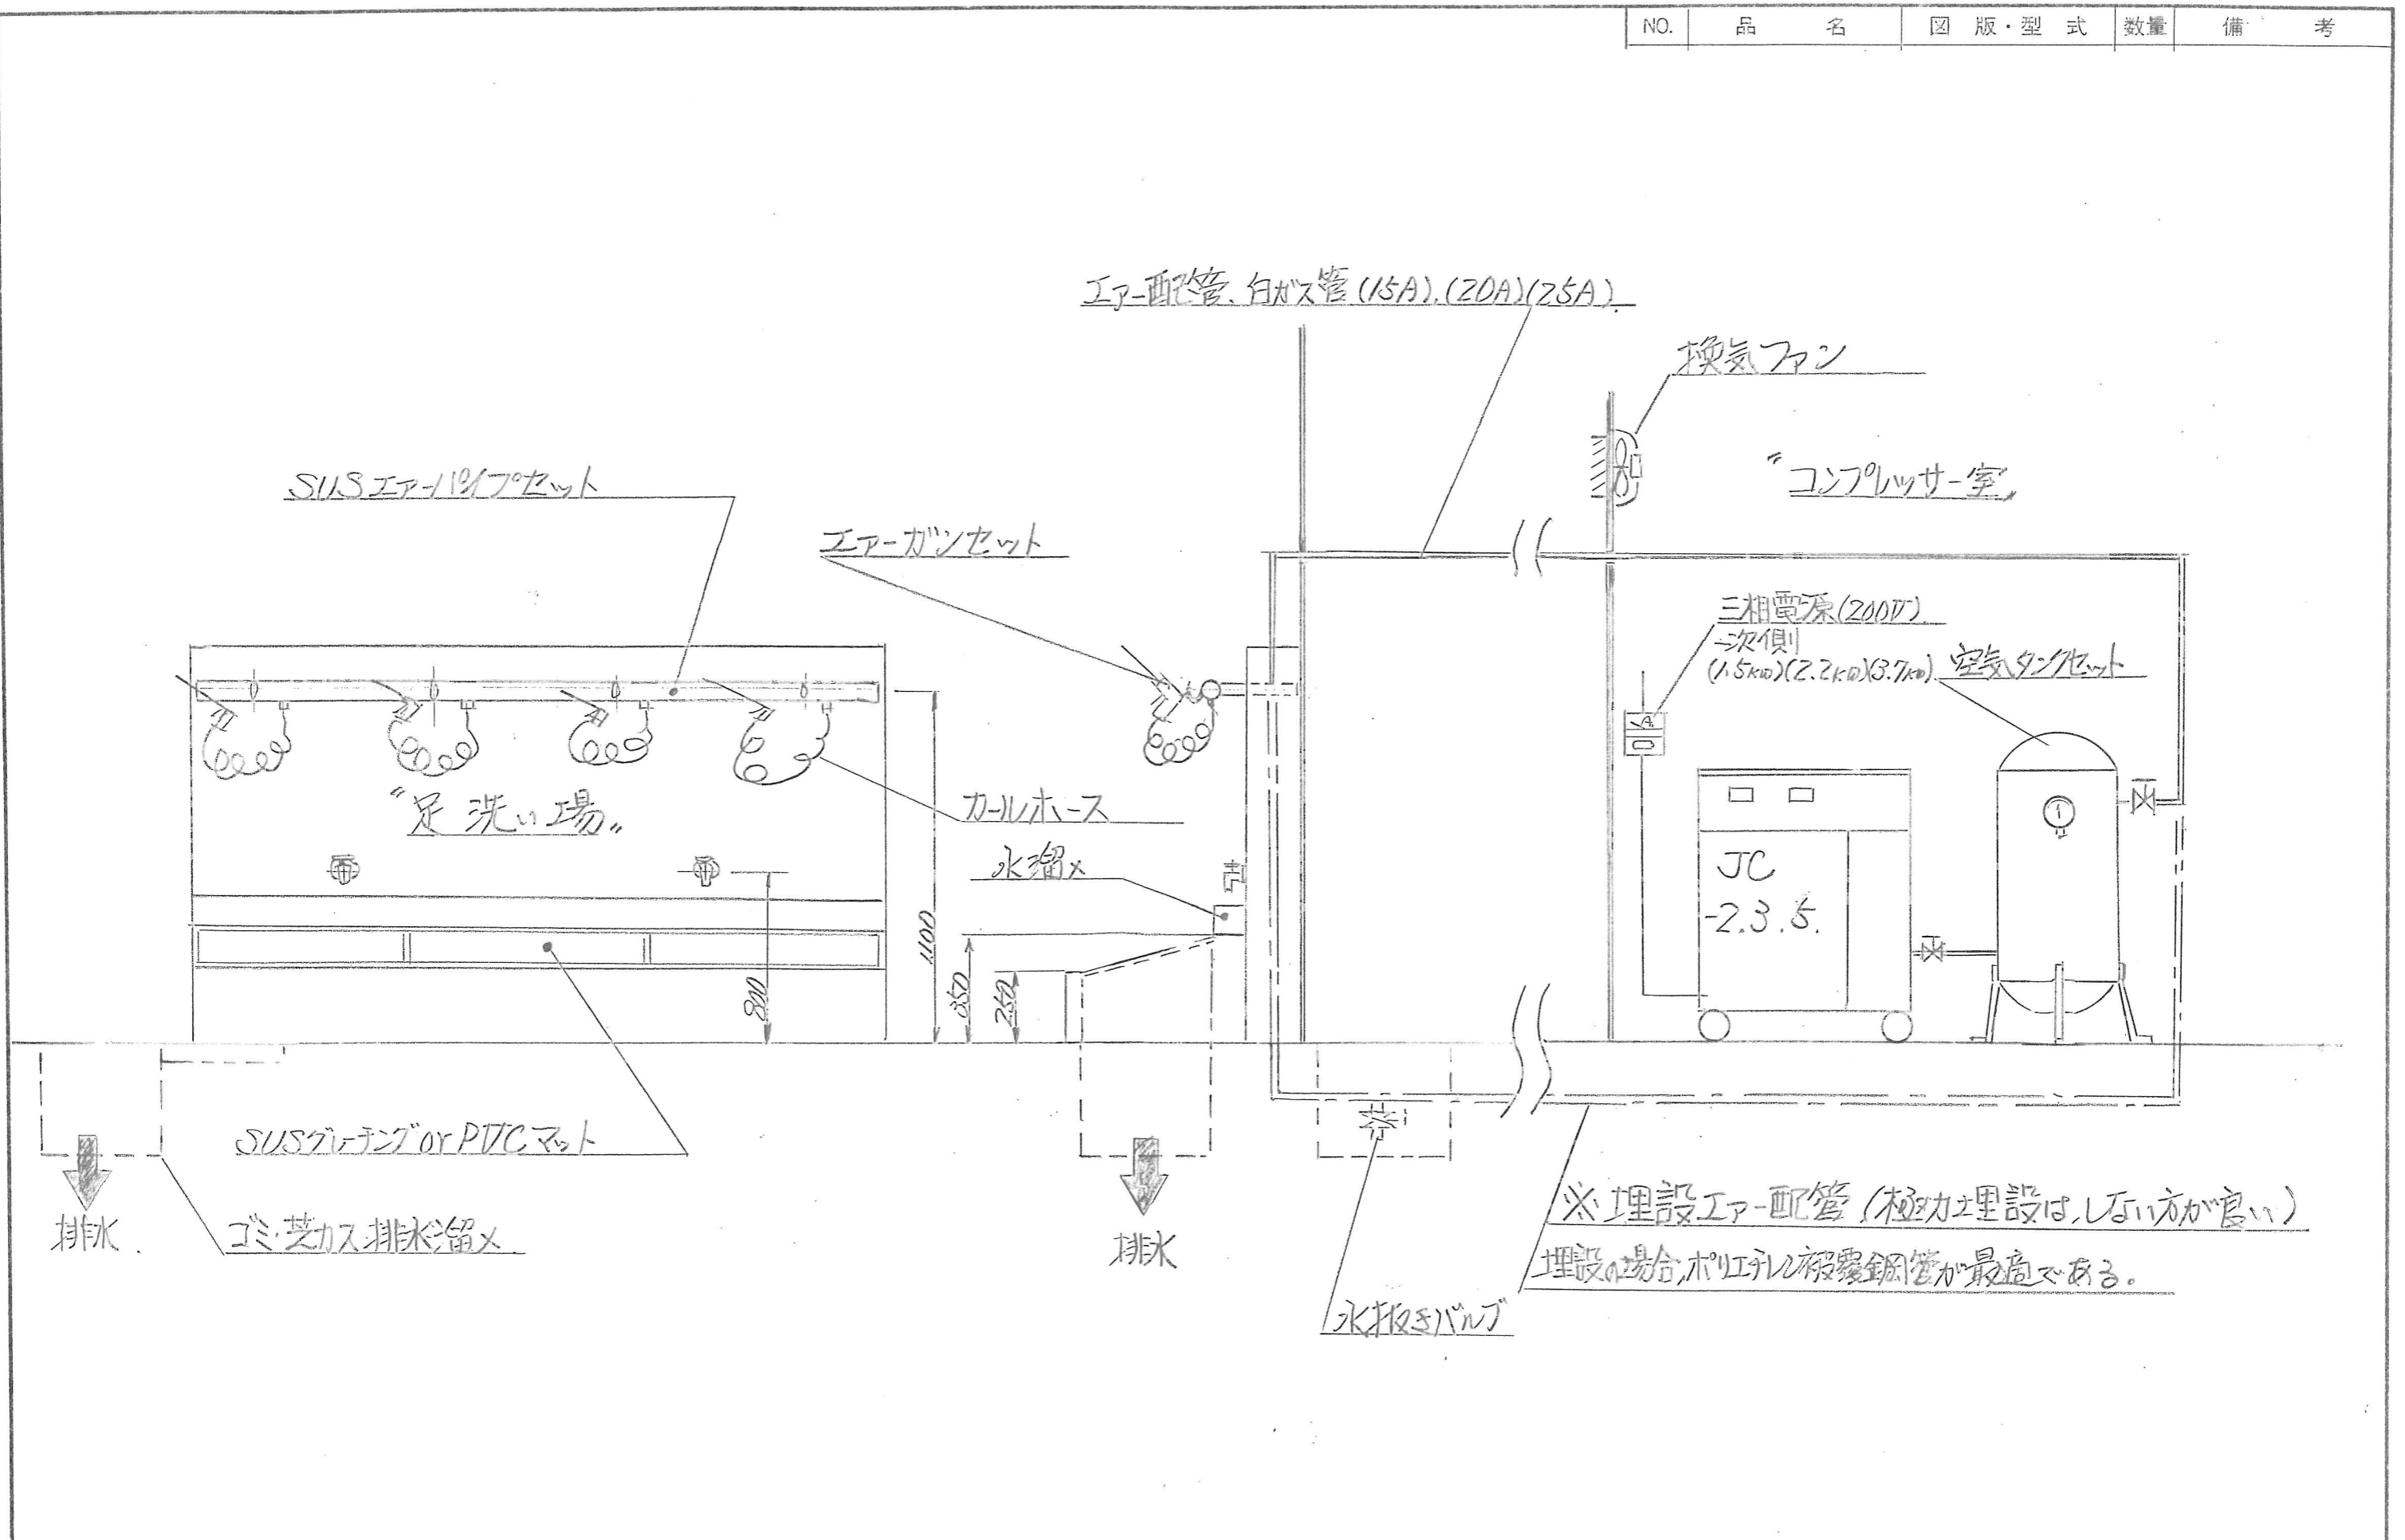 NO. 品名 図版・型式 数量 備考
エアー配管、白ガス管(15A).(20A)(25A)
換気ファン
"コンプレッサー室"
SUSエアーパイプセット
エアーガンセット
三相電源(200V)
一次側
(1.5kw)(2.2kw)(3.7kw)
空気タンクセット
A
"足洗い場"
カールホース
水溜メ
JC
-2.3.5.
1100
800
350
250
SUSグレーチングorPVCマット
排水
ゴミ・芝カス排水溜メ
排水
※埋設エアー配管(極力埋設は、しない方が良い)
埋設の場合、ポリエチレン被覆鋼管が最適である。
水抜きバルブ